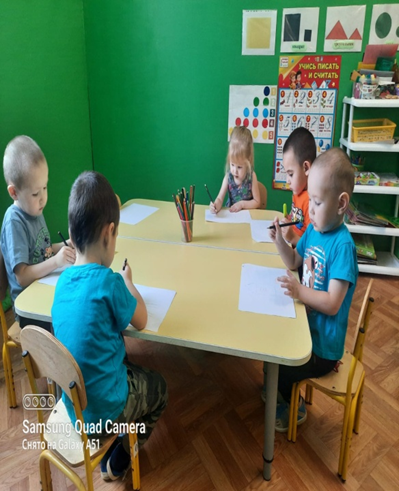 УЧИСЬ ПИСАТЬ
И СЧИТАТЬ
Samsung Quad Camera
Снято на Galaxy A51